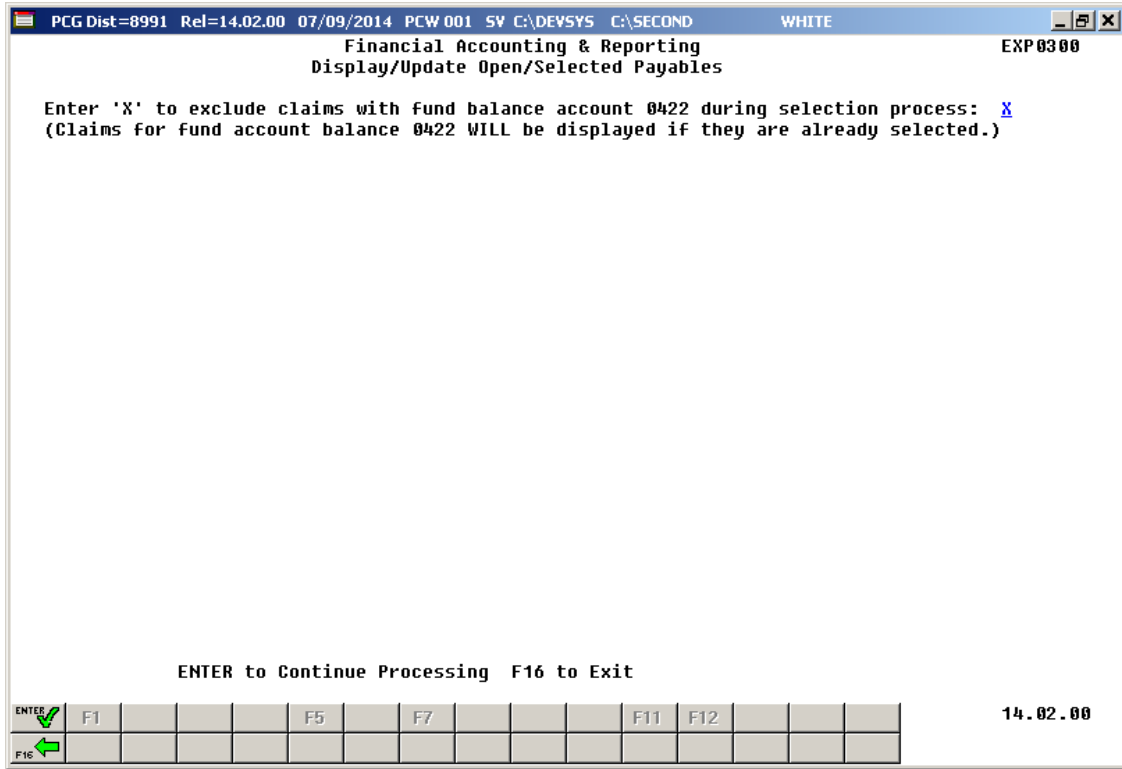 PCG Dist=8991 Rel=14.02.00 07/09/2014 PCW 001 SV C:\DEVSYS C:\SECOND WHITE
Financial Accounting & Reporting EXP0300
Display/Update Open/Selected Payables
Enter 'X' to exclude claims with fund balance account 0422 during selection process: X
(Claims for fund account balance 0422 WILL be displayed if they are already selected.)
ENTER to Continue Processing F16 to Exit
ENTER F1 F5 F7 F11 F12 14.02.00
F16